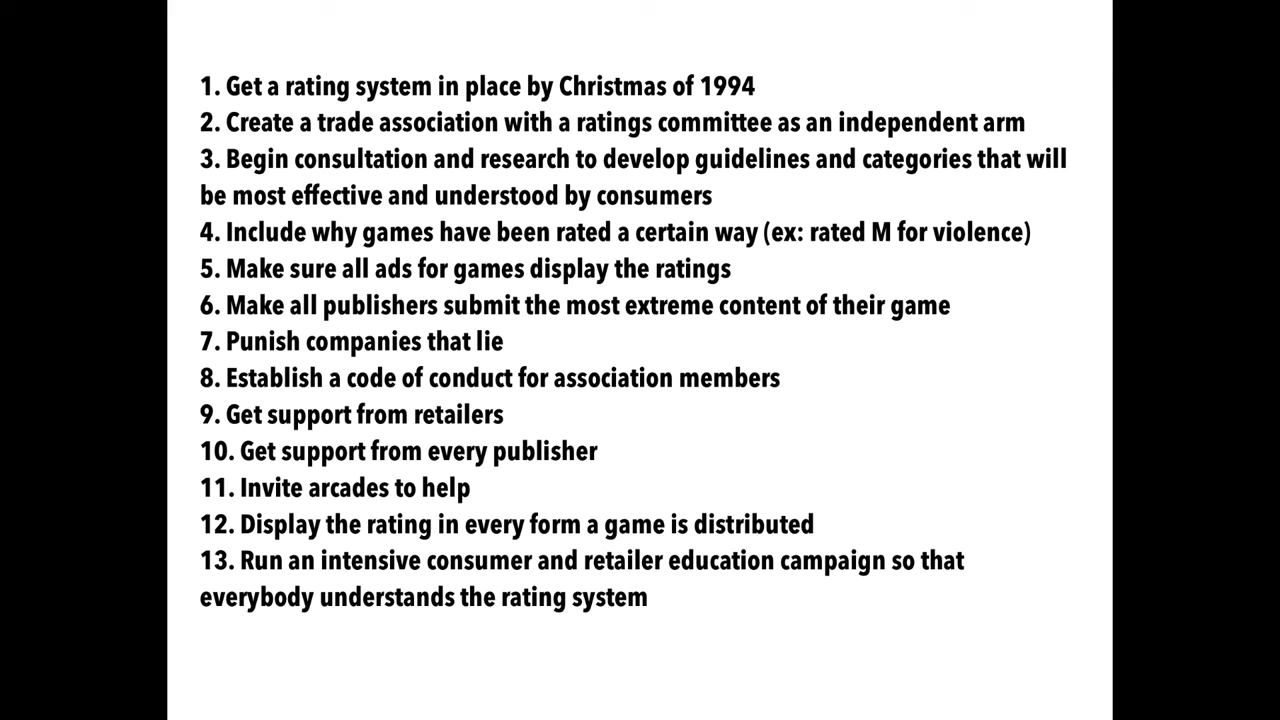 1. Get a rating system in place by Christmas of 1994
2. Create a trade association with a ratings committee as an independent arm
3. Begin consultation and research to develop guidelines and categories that will
be most effective and understood by consumers
4. Include why games have been rated a certain way (ex: rated M for violence)
5. Make sure all ads for games display the ratings
6. Make all publishers submit the most extreme content of their game
7. Punish companies that lie
8. Establish a code of conduct for association members
9. Get support from retailers
10. Get support from every publisher
11. Invite arcades to help
12. Display the rating in every form a game is distributed
13. Run an intensive consumer and retailer education campaign so that
everybody understands the rating system